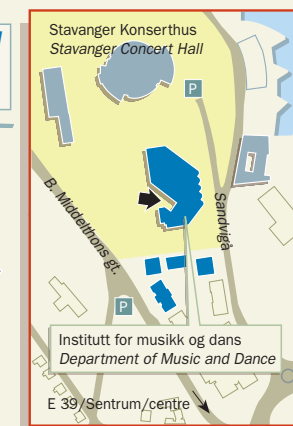 Stavanger Konserthus
Stavanger Concert Hall
P
B. Middelthons gt.
Sandvigå
P
Institutt for musikk og dans
Department of Music and Dance
E 39/Sentrum/centre